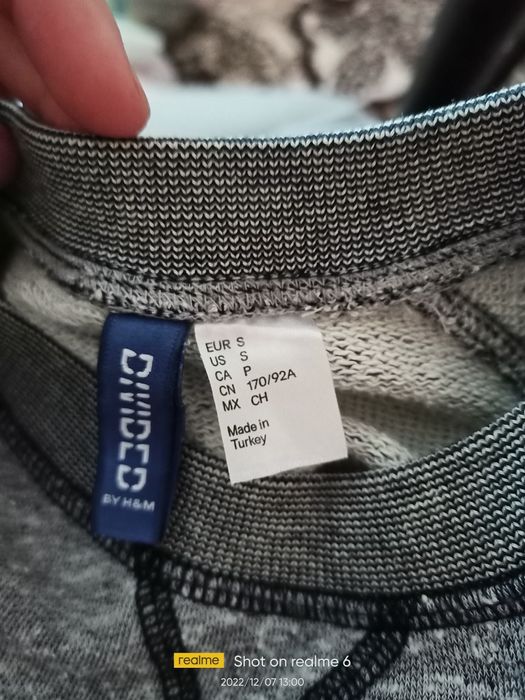 DIVIDED
BY H&M
EUR S
US S
CA P
CN 170/92A
MX CH
Made in
Turkey
realme Shot on realme 6
2022/12/07 13:00